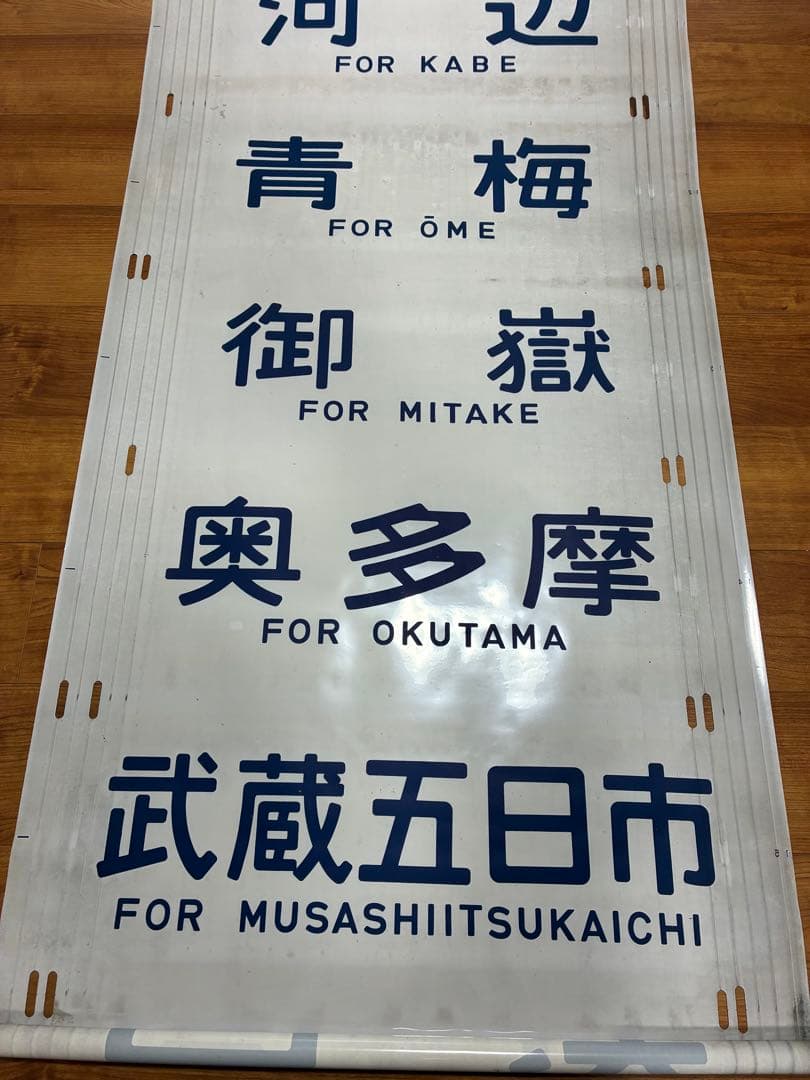 河 辺
FOR KABE
青 梅
FOR ŌME
御 嶽
FOR MITAKE
奥 多 摩
FOR OKUTAMA
武蔵五日市
FOR MUSASHIITSUKAICHI